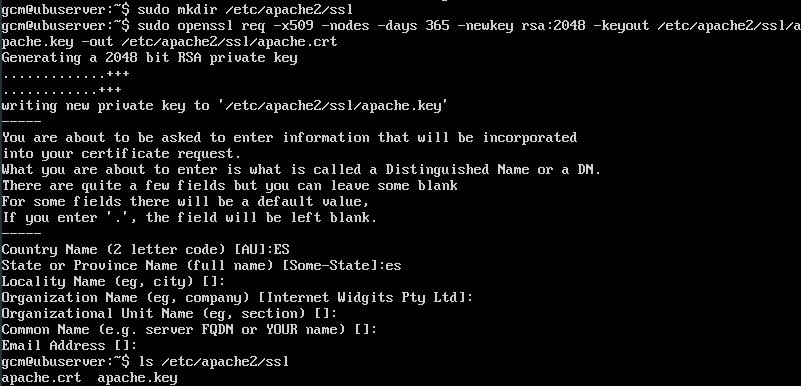 gcm@ubuserver:~$ sudo mkdir /etc/apache2/ssl
gcm@ubuserver:~$ sudo openssl req -x509 -nodes -days 365 -newkey rsa:2048 -keyout /etc/apache2/ssl/a
pache.key -out /etc/apache2/ssl/apache.crt
Generating a 2048 bit RSA private key
.............+++
............+++
writing new private key to '/etc/apache2/ssl/apache.key'
-----
You are about to be asked to enter information that will be incorporated
into your certificate request.
What you are about to enter is what is called a Distinguished Name or a DN.
There are quite a few fields but you can leave some blank
For some fields there will be a default value,
If you enter '.', the field will be left blank.
-----
Country Name (2 letter code) [AU]:ES
State or Province Name (full name) [Some-State]:es
Locality Name (eg, city) []:
Organization Name (eg, company) [Internet Widgits Pty Ltd]:
Organizational Unit Name (eg, section) []:
Common Name (e.g. server FQDN or YOUR name) []:
Email Address []:
gcm@ubuserver:~$ ls /etc/apache2/ssl
apache.crt  apache.key